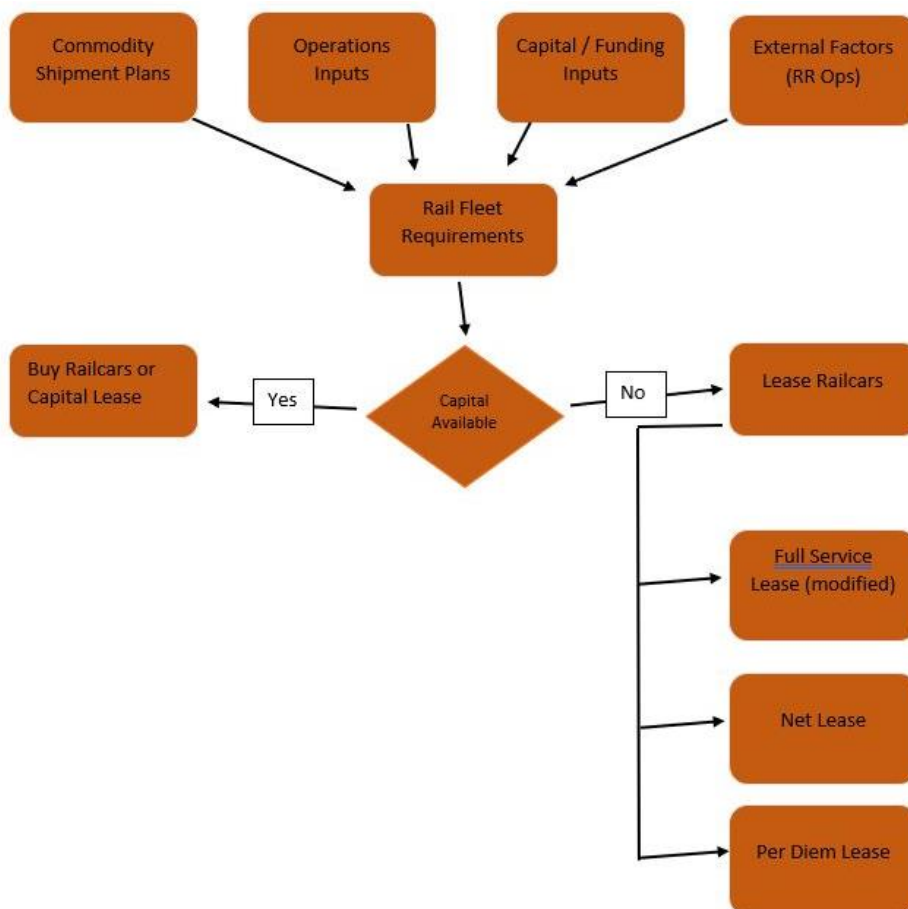 Commodity
Shipment Plans
Operations
Inputs
Capital / Funding
Inputs
External Factors
(RR Ops)
Rail Fleet
Requirements
Buy Railcars or
Capital Lease
Yes
Capital
Available
No
Lease Railcars
Full Service
Lease (modified)
Net Lease
Per Diem Lease